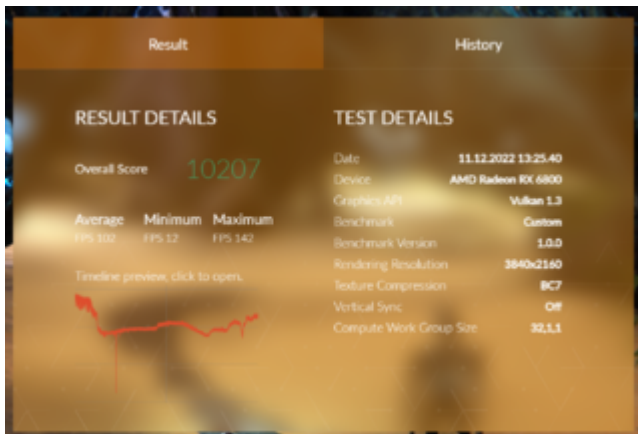 Result
History
RESULT DETAILS
Overall Score 10207
Average Minimum Maximum
FPS 102 FPS 12 FPS 142
Timeline preview, click to open.
TEST DETAILS
Date 11.12.2022 13:25.40
Device AMD Radeon RX 6800
Graphics API Vulkan 1.3
Benchmark Custom
Benchmark Version 1.0.0
Rendering Resolution 3840x2160
Texture Compression BC7
Vertical Sync Off
Compute Work Group Size 32,1,1